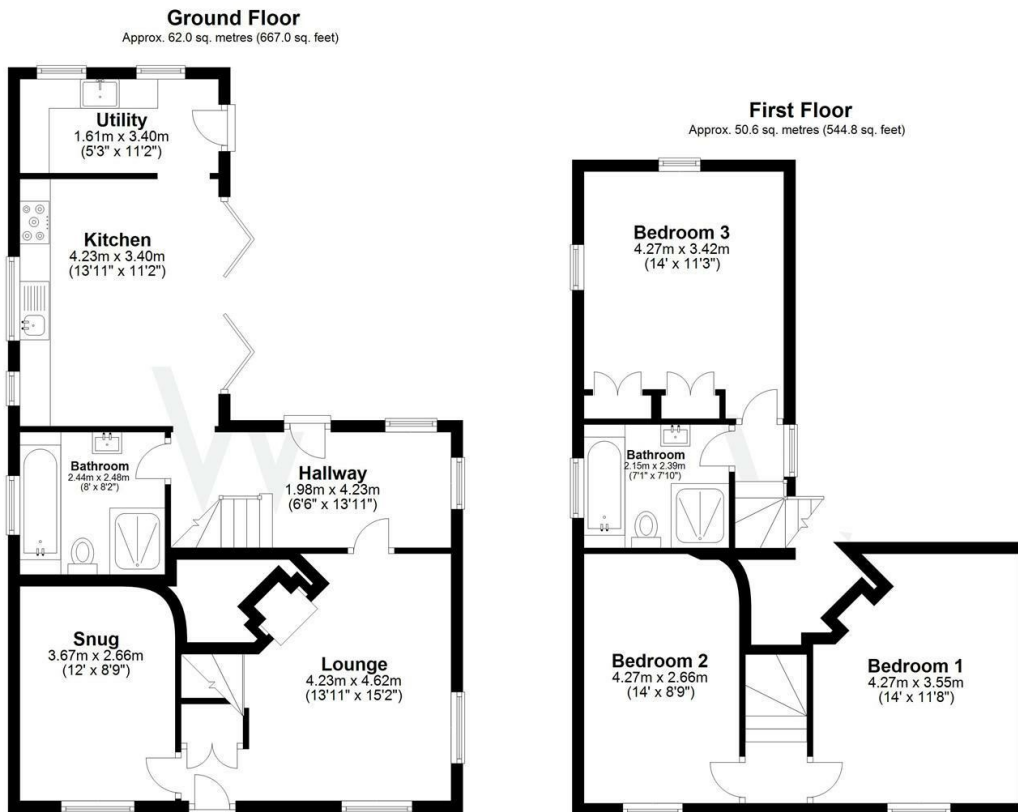 Ground Floor
Approx. 62.0 sq. metres (667.0 sq. feet)
Utility
1.61m x 3.40m
(5'3" x 11'2")
Kitchen
4.23m x 3.40m
(13'11" x 11'2")
Bathroom
2.44m x 2.48m
(8' x 8'2")
Hallway
1.98m x 4.23m
(6'6" x 13'11")
Snug
3.67m x 2.66m
(12' x 8'9")
Lounge
4.23m x 4.62m
(13'11" x 15'2")
First Floor
Approx. 50.6 sq. metres (544.8 sq. feet)
Bedroom 3
4.27m x 3.42m
(14' x 11'3")
Bathroom
2.15m x 2.39m
(7'1" x 7'10")
Bedroom 2
4.27m x 2.66m
(14' x 8'9")
Bedroom 1
4.27m x 3.55m
(14' x 11'8")